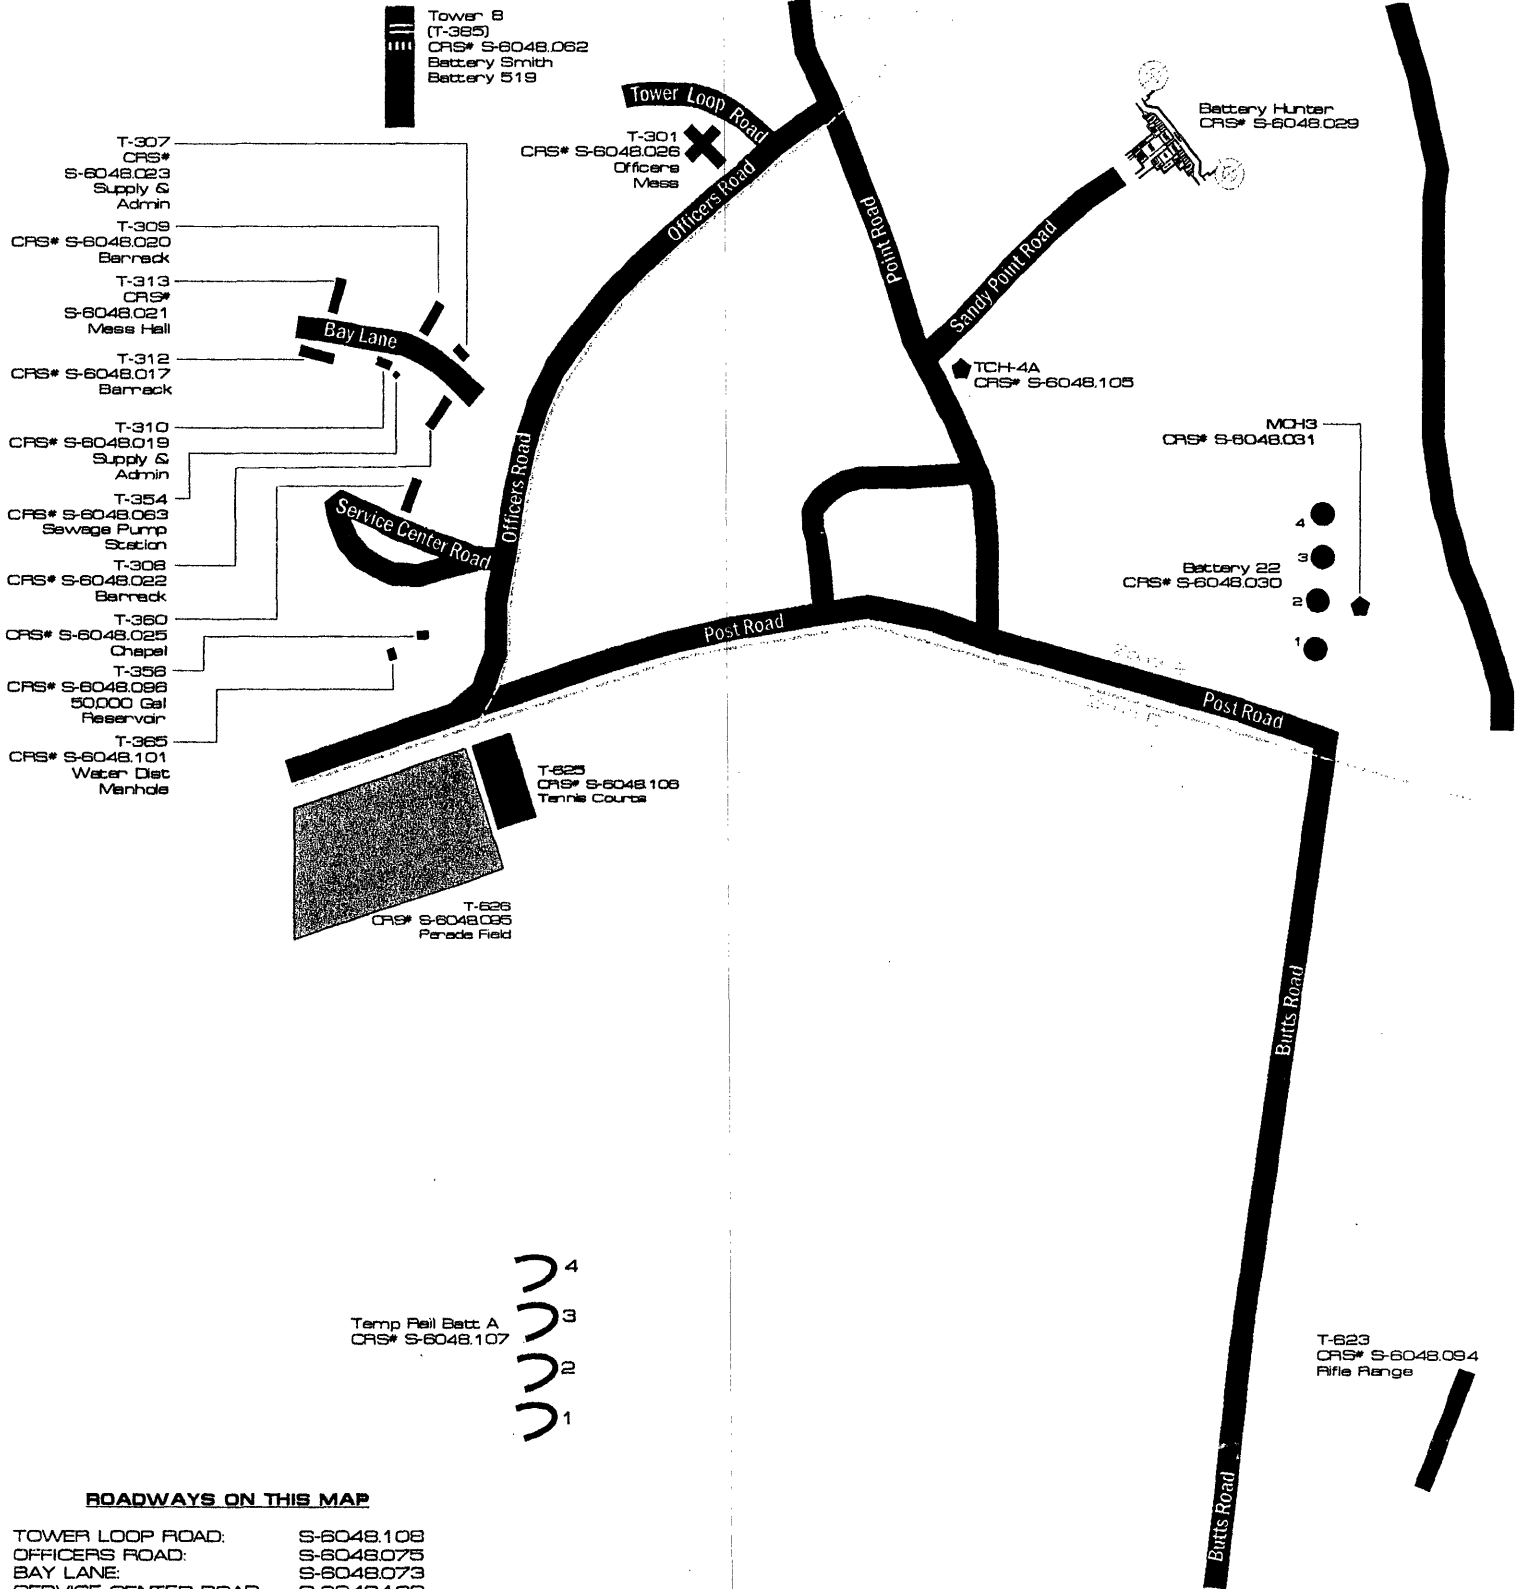 Tower B
(T-385)
CRS# S-6048.062
Battery Smith
Battery 519
Tower Loop Road
T-301
CRS# S-6048.026
Officers
Mess
Officers Road
Point Road
Battery Hunter
CRS# S-6048.029
Sandy Point Road
T-307
CRS#
S-6048.023
Supply &
Admin
T-309
CRS# S-6048.020
Barrack
T-313
CRS#
S-6048.021
Mess Hall
Bay Lane
T-312
CRS# S-6048.017
Barrack
T-310
CRS# S-6048.019
Supply &
Admin
T-354
CRS# S-6048.063
Sewage Pump
Station
T-308
CRS# S-6048.022
Barrack
T-360
CRS# S-6048.025
Chapel
T-356
CRS# S-6048.096
50,000 Gal
Reservoir
T-365
CRS# S-6048.101
Water Dist
Manhole
Officers Road
Service Center Road
TCH-4A
CRS# S-6048.105
MCH3
CRS# S-6048.031
4
3
Battery 22
CRS# S-6048.030
2
1
Post Road
Post Road
T-625
CRS# S-6048.106
Tennis Courts
T-626
CRS# S-6048.095
Parade Field
Butts Road
4
3
Temp Rail Batt A
CRS# S-6048.107
2
1
T-623
CRS# S-6048.094
Rifle Range
Butts Road
ROADWAYS ON THIS MAP
TOWER LOOP ROAD: S-6048.108
OFFICERS ROAD: S-6048.075
BAY LANE: S-6048.073